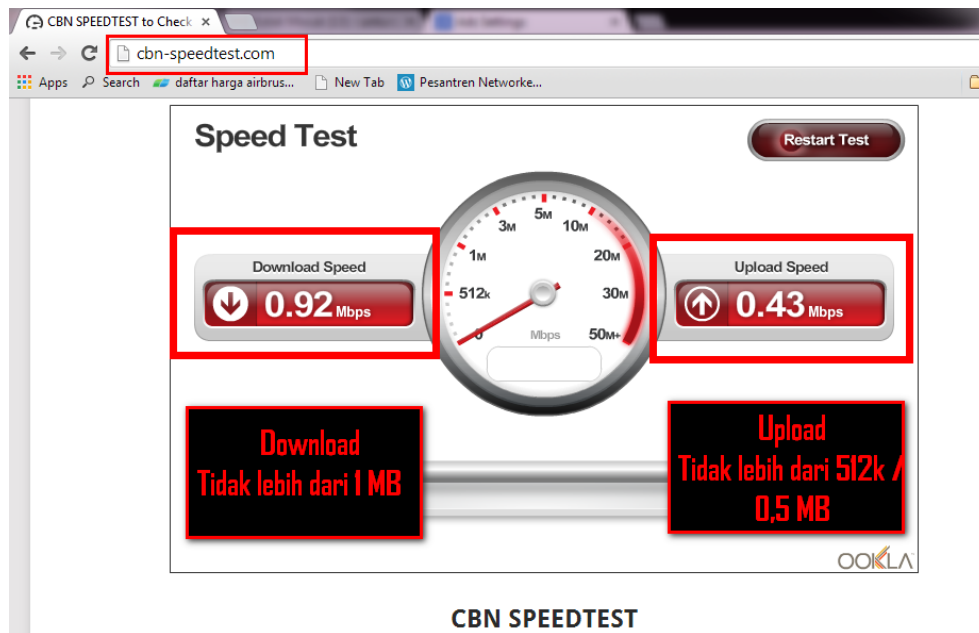 CBN SPEEDTEST to Check
cbn-speedtest.com
Apps Search daftar harga airbrus... New Tab Pesantren Networke...
Speed Test
Restart Test
5M
3M 10M
1M 20M
512k 30M
0 Mbps 50M+
Download Speed
0.92 Mbps
Upload Speed
0.43 Mbps
Download
Tidak lebih dari 1 MB
Upload
Tidak lebih dari 512k /
0,5 MB
OOKLA
CBN SPEEDTEST